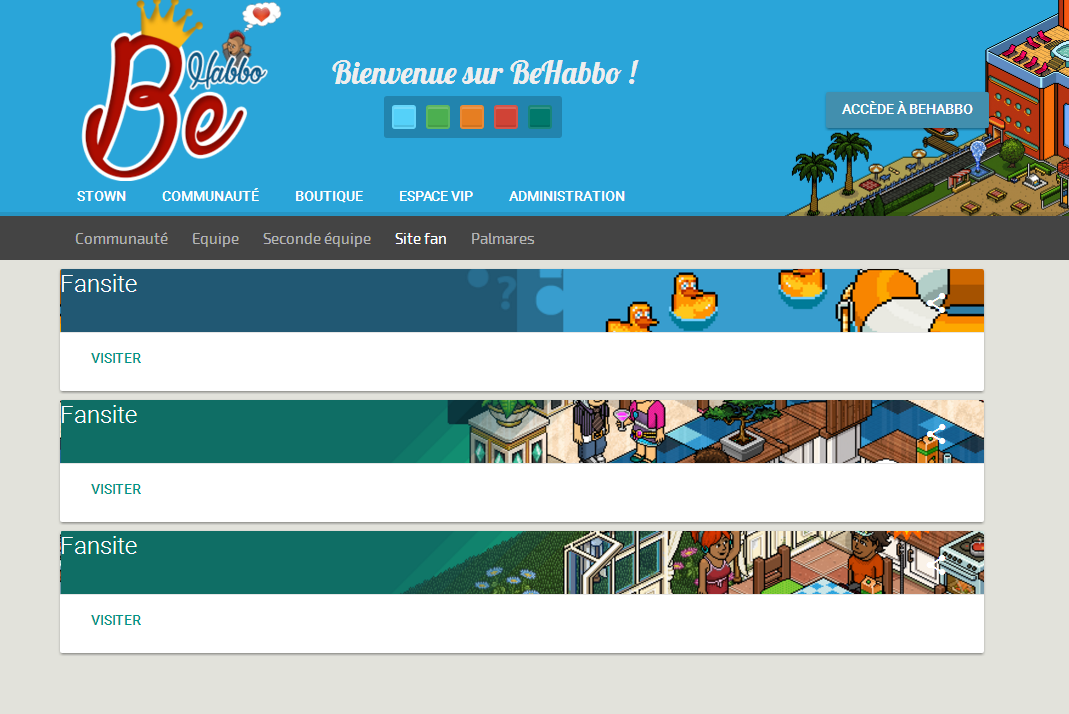 Be
Habbo
Bienvenue sur BeHabbo !
ACCÈDE À BEHABBO
STOWN COMMUNAUTÉ BOUTIQUE ESPACE VIP ADMINISTRATION
Communauté Equipe Seconde équipe Site fan Palmares
Fansite
?
VISITER
Fansite
VISITER
Fansite
VISITER